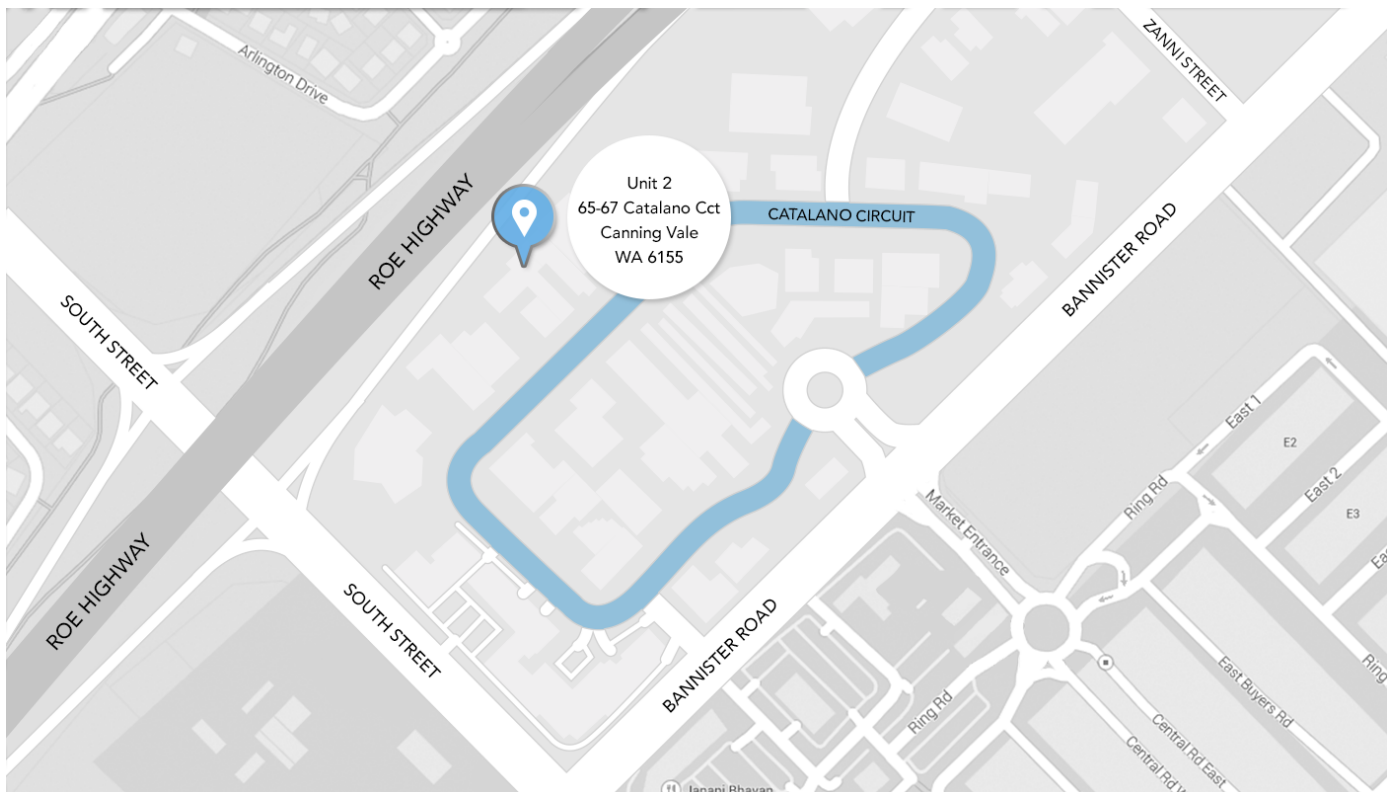 Arlington Drive
ZANNI STREET
ROE HIGHWAY
Unit 2
65-67 Catalano Cct
Canning Vale
WA 6155
CATALANO CIRCUIT
BANNISTER ROAD
SOUTH STREET
East 1
E2
East 2
E3
Ring Rd
Market Entrance
ROE HIGHWAY
SOUTH STREET
BANNISTER ROAD
Ring
East Buyers Rd
Ring Rd
Central Rd East
Central Rd W
Janani Bhavan